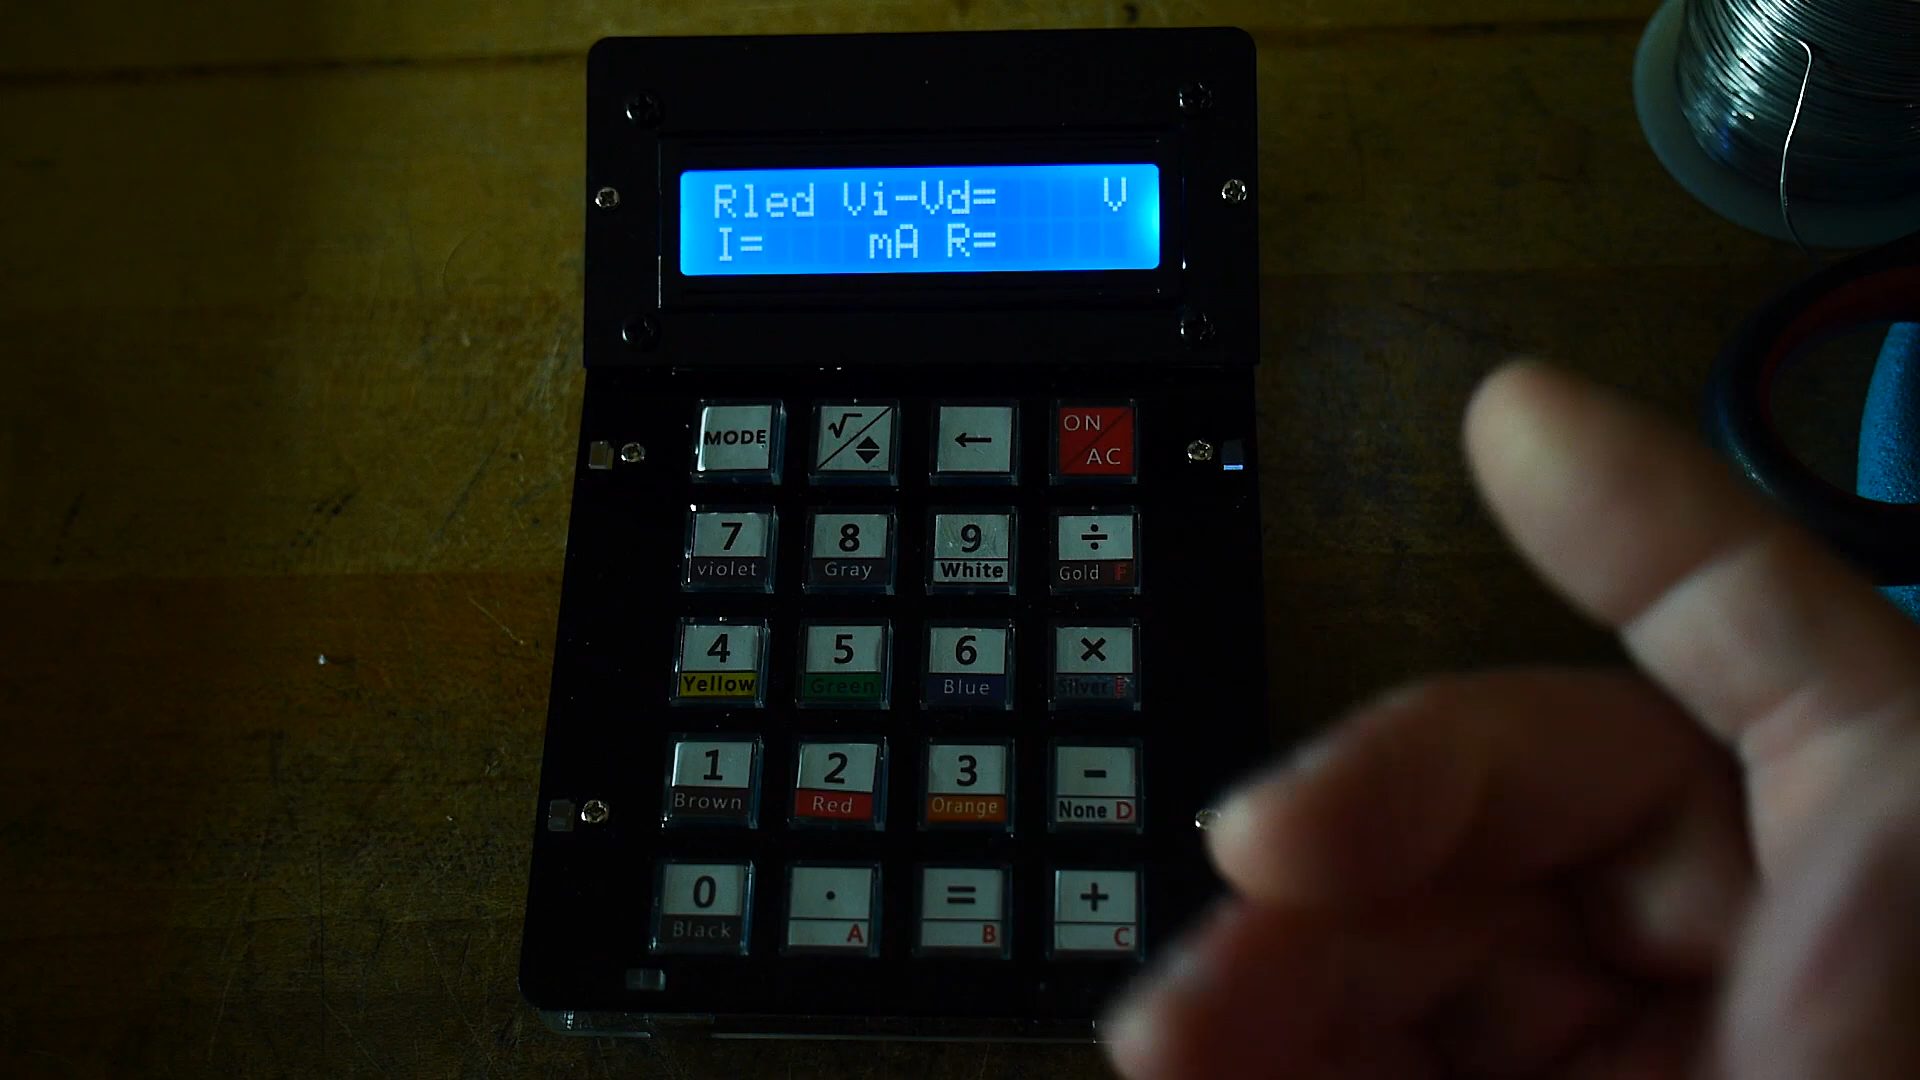 Rled Vi-Vd= V
I= mA R=
MODE √ ← ON AC
7 8 9 ÷
violet Gray White Gold F
4 5 6 ×
Yellow Green Blue Silver E
1 2 3 -
Brown Red Orange None D
0 . = +
Black A B C